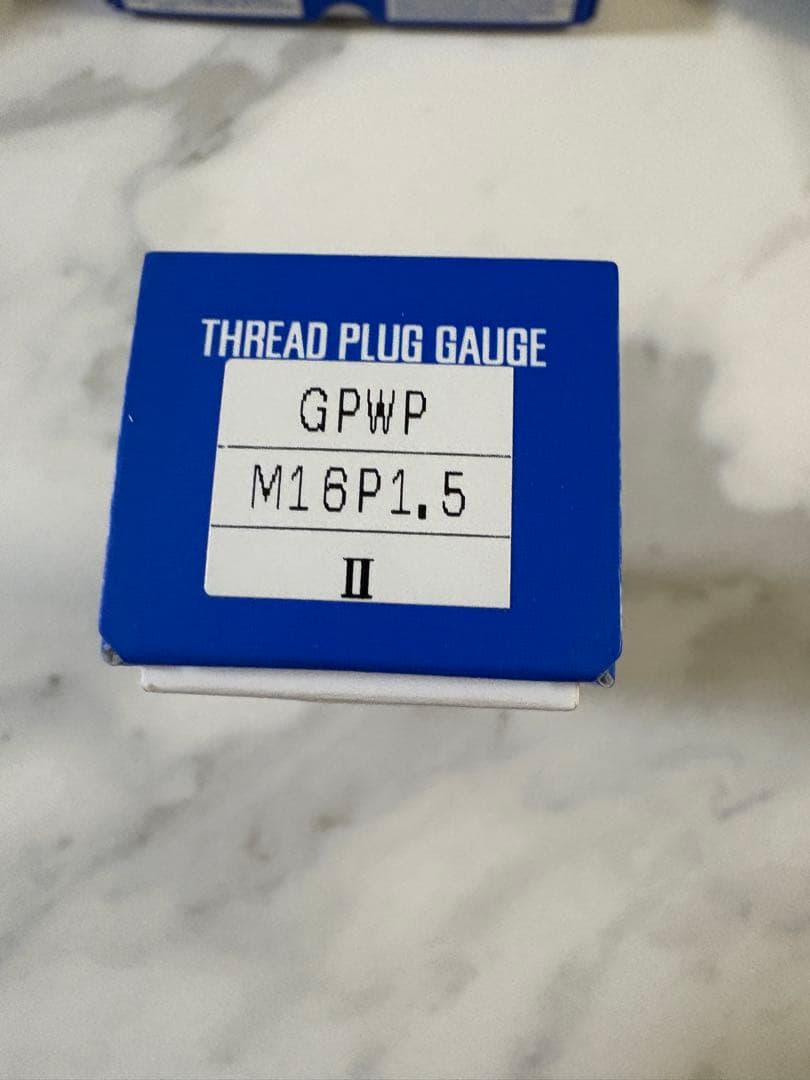 THREAD PLUG GAUGE
GPWP
M16P1.5
II